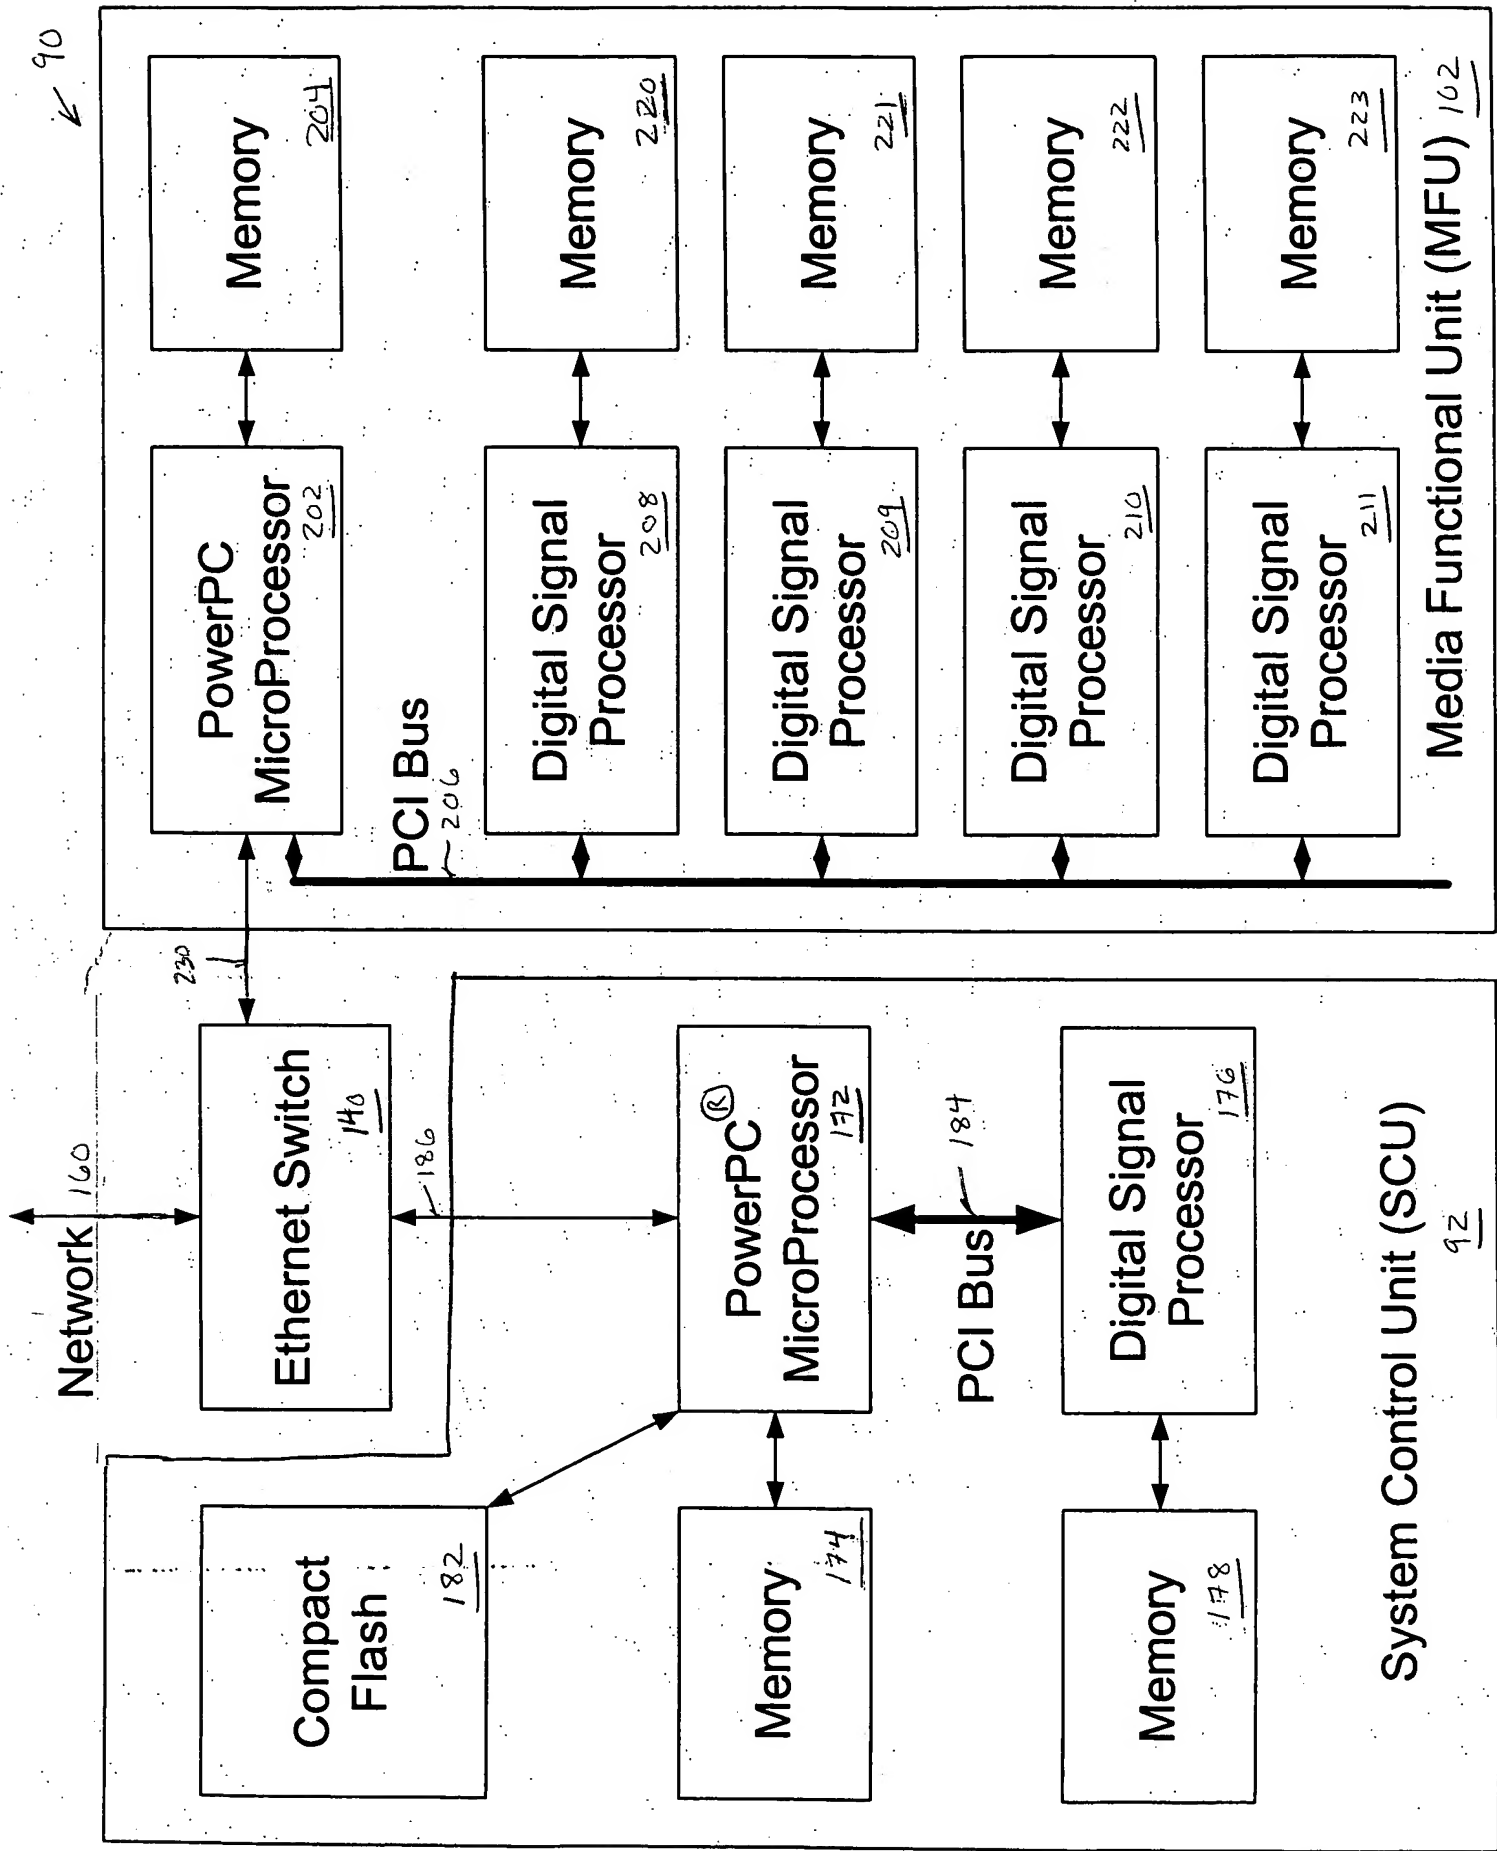 90
Network 160
Ethernet Switch
140
230
186
Compact
Flash
182
PowerPC ®
MicroProcessor
172
Memory
174
PCI Bus
184
Digital Signal
Processor
176
Memory
178
System Control Unit (SCU)
92
PowerPC
MicroProcessor
202
Memory
204
PCI Bus
206
Digital Signal
Processor
208
Memory
220
Digital Signal
Processor
209
Memory
221
Digital Signal
Processor
210
Memory
222
Digital Signal
Processor
211
Memory
223
Media Functional Unit (MFU) 102